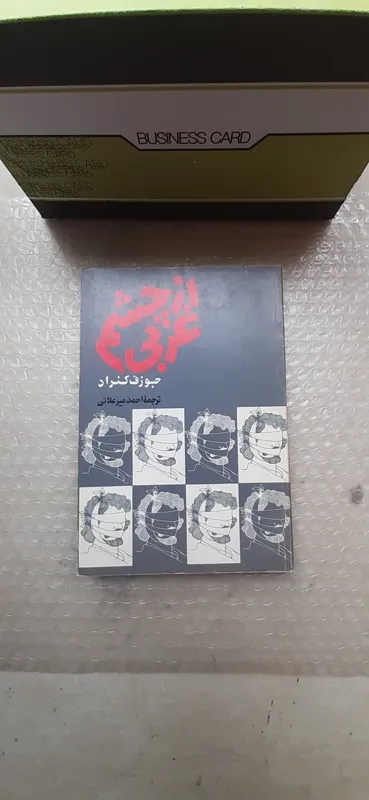 BUSINESS CARD
از چشم
غربی
جوزف کنراد
ترجمهٔ احمد میرعلائی